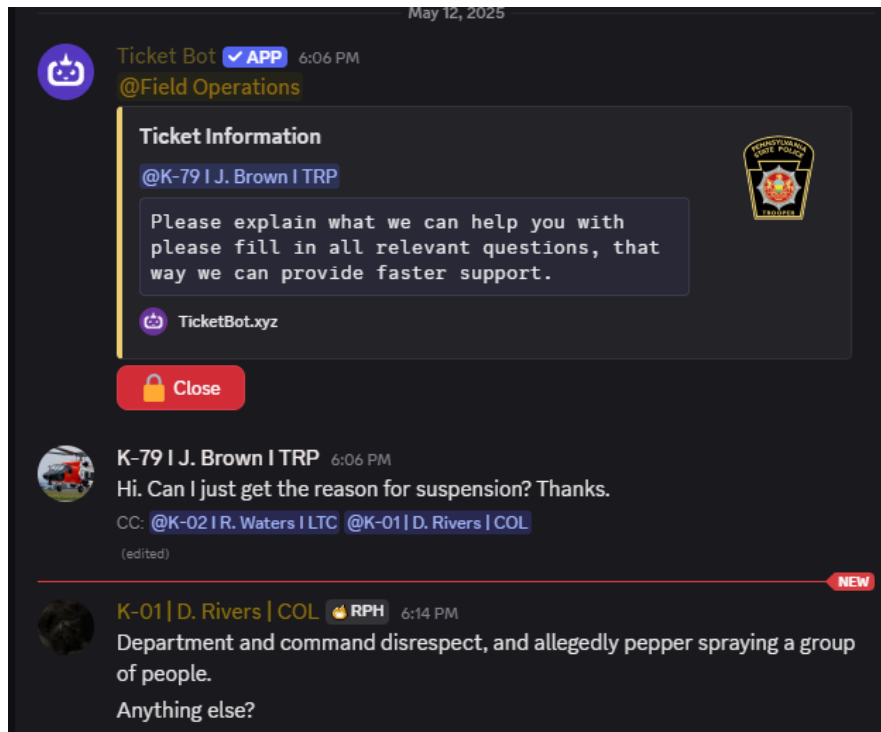 May 12, 2025
Ticket Bot ✓ APP 6:06 PM
@Field Operations
Ticket Information
@K-79 I J. Brown I TRP
Please explain what we can help you with
please fill in all relevant questions, that
way we can provide faster support.
PENNSYLVANIA
STATE POLICE
TROOPER
TicketBot.xyz
Close
K-79 I J. Brown I TRP 6:06 PM
Hi. Can I just get the reason for suspension? Thanks.
CC: @K-02 I R. Waters I LTC @K-01 | D. Rivers | COL
(edited)
NEW
K-01 | D. Rivers | COL RPH 6:14 PM
Department and command disrespect, and allegedly pepper spraying a group
of people.
Anything else?